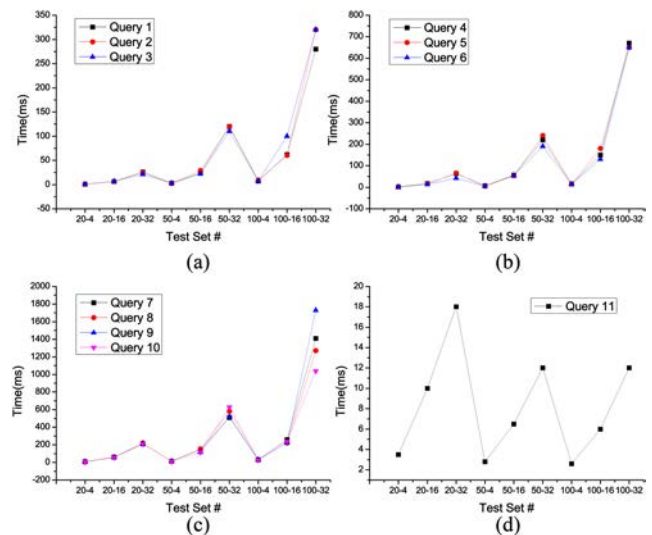 350
300
250
200
150
100
50
0
-50
Time(ms)
Query 1
Query 2
Query 3
20-4 20-16 20-32 50-4 50-16 50-32 100-4 100-16 100-32
Test Set #
(a)
800
700
600
500
400
300
200
100
0
-100
Time(ms)
Query 4
Query 5
Query 6
20-4 20-16 20-32 50-4 50-16 50-32 100-4 100-16 100-32
Test Set #
(b)
2000
1800
1600
1400
1200
1000
800
600
400
200
0
-200
Time(ms)
Query 7
Query 8
Query 9
Query 10
20-4 20-16 20-32 50-4 50-16 50-32 100-4 100-16 100-32
Test Set #
(c)
20
18
16
14
12
10
8
6
4
2
Time(ms)
Query 11
20-4 20-16 20-32 50-4 50-16 50-32 100-4 100-16 100-32
Test Set #
(d)